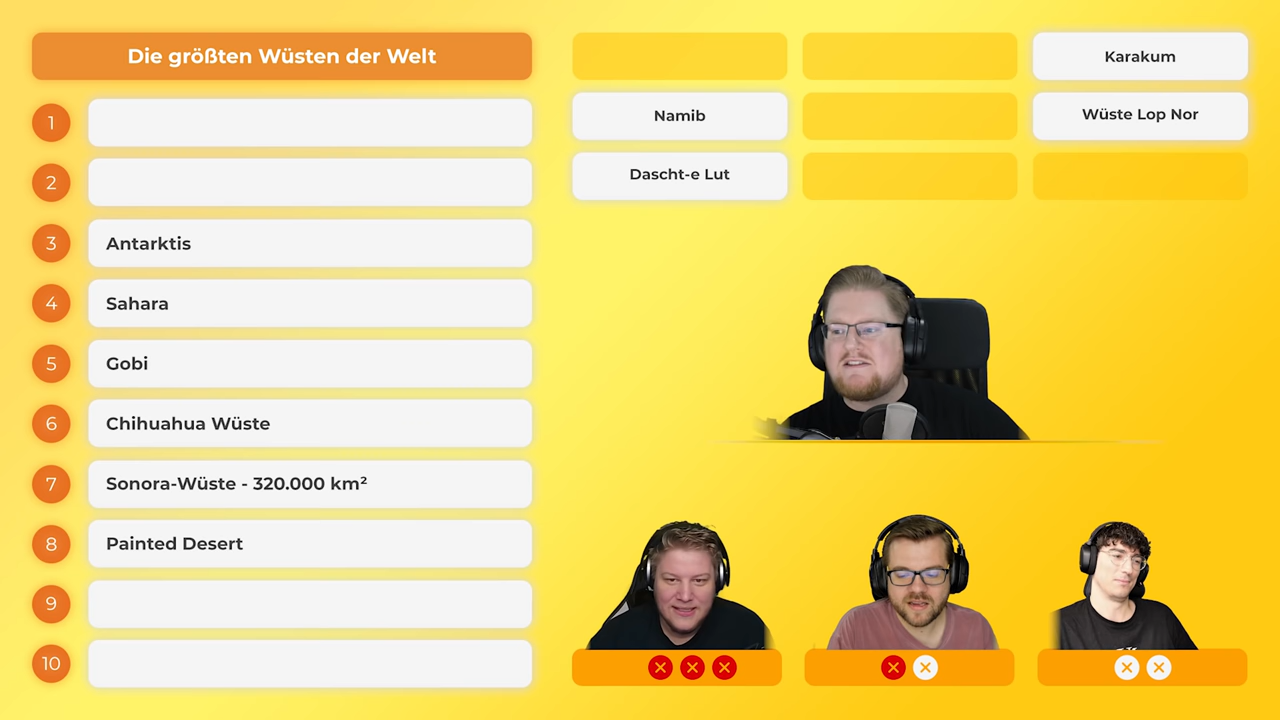 Die größten Wüsten der Welt
1
2
3 Antarktis
4 Sahara
5 Gobi
6 Chihuahua Wüste
7 Sonora-Wüste - 320.000 km²
8 Painted Desert
9
10
Karakum
Namib
Wüste Lop Nor
Dascht-e Lut